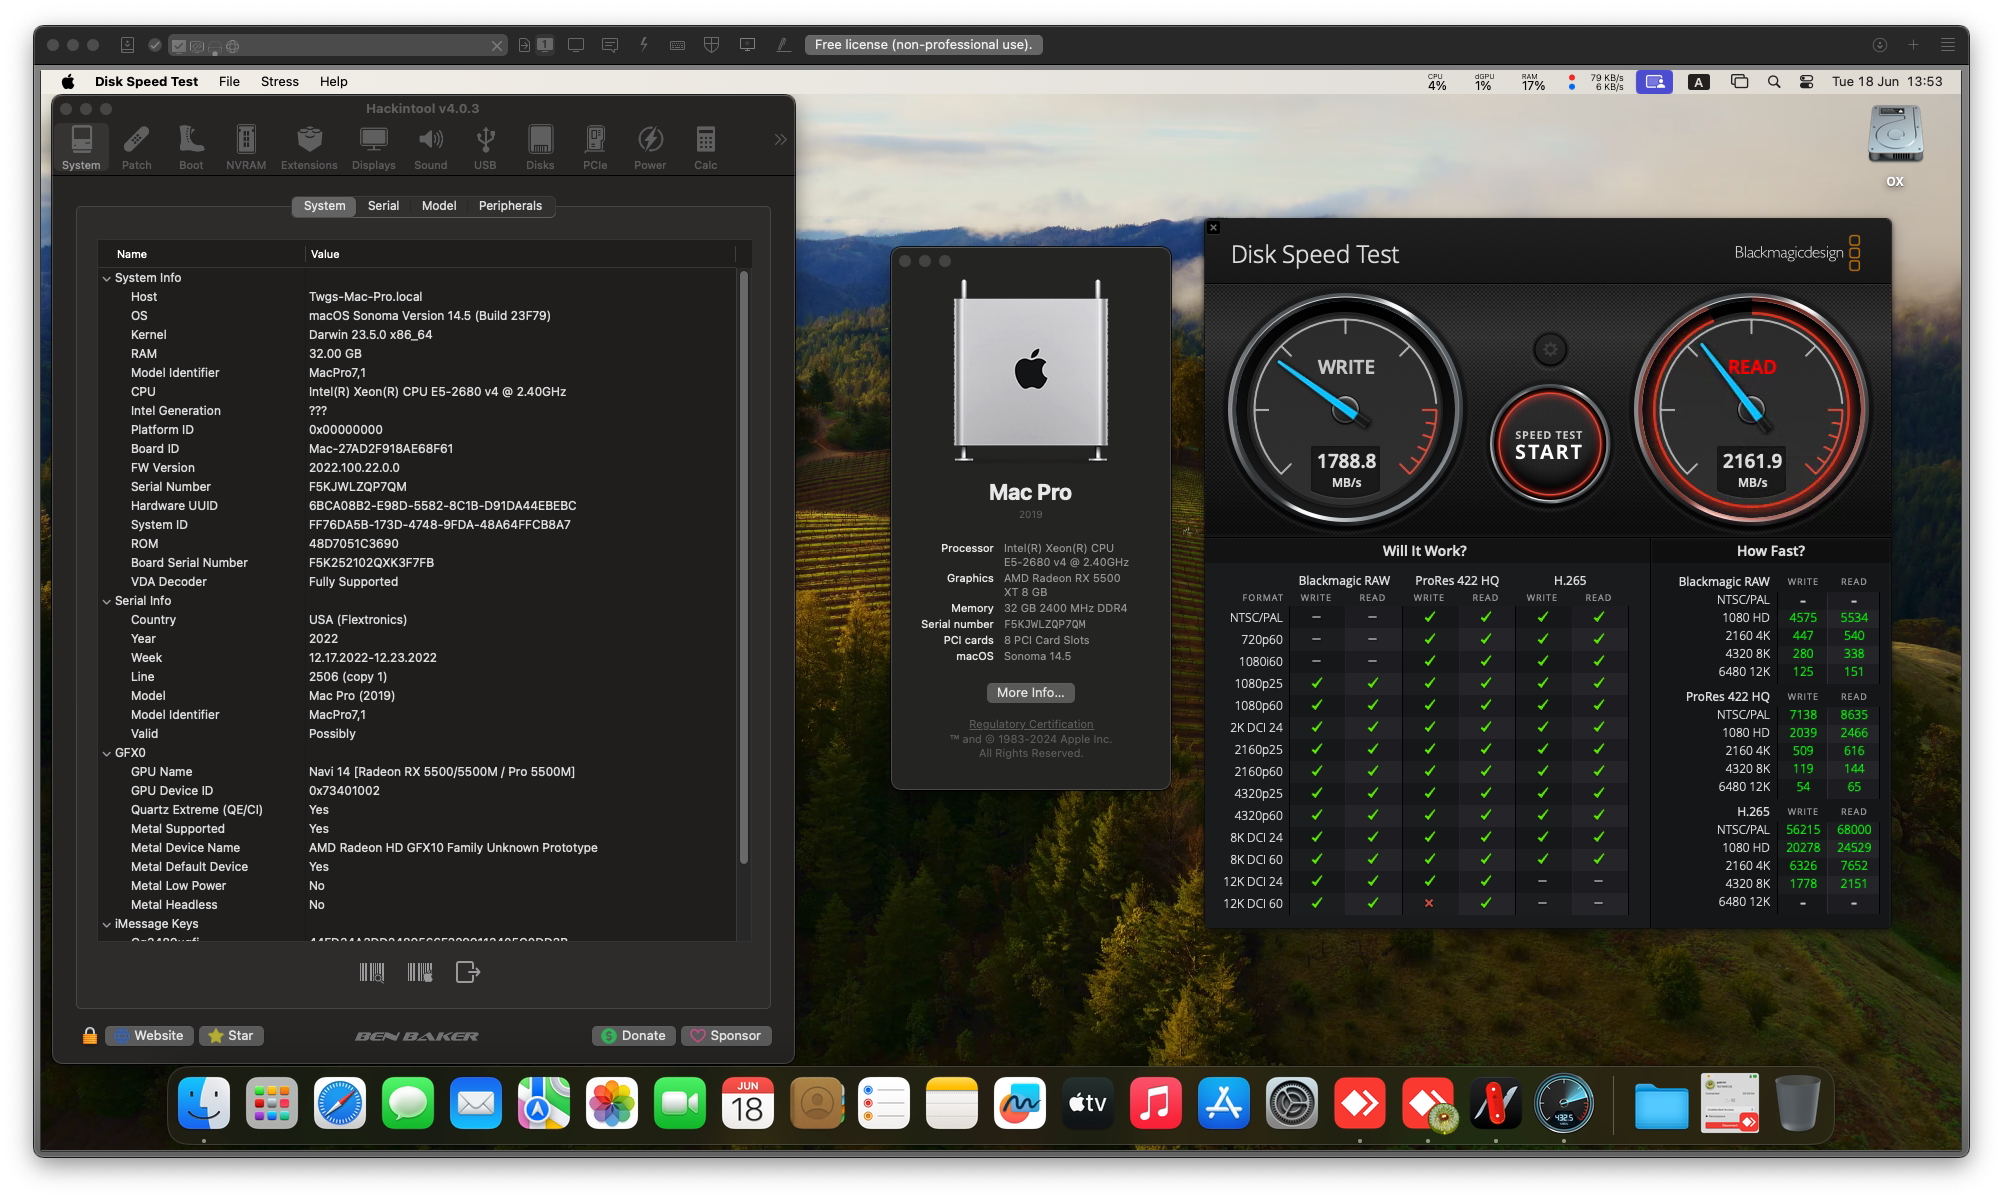 1
Free license (non-professional use).
Disk Speed Test File Stress Help
CPU 4% dGPU 1% RAM 17% 79 KB/s 6 KB/s A Tue 18 Jun 13:53
Hackintool v4.0.3
System Patch Boot NVRAM Extensions Displays Sound USB Disks PCIe Power Calc
System Serial Model Peripherals
Name Value
System Info
Host Twgs-Mac-Pro.local
OS macOS Sonoma Version 14.5 (Build 23F79)
Kernel Darwin 23.5.0 x86_64
RAM 32.00 GB
Model Identifier MacPro7,1
CPU Intel(R) Xeon(R) CPU E5-2680 v4 @ 2.40GHz
Intel Generation ???
Platform ID 0x00000000
Board ID Mac-27AD2F918AE68F61
FW Version 2022.100.22.0.0
Serial Number F5KJWLZQP7QM
Hardware UUID 6BCA08B2-E98D-5582-8C1B-D91DA44EBEBC
System ID FF76DA5B-173D-4748-9FDA-48A64FFCB8A7
ROM 48D7051C3690
Board Serial Number F5K252102QXK3F7FB
VDA Decoder Fully Supported
Serial Info
Country USA (Flextronics)
Year 2022
Week 12.17.2022-12.23.2022
Line 2506 (copy 1)
Model Mac Pro (2019)
Model Identifier MacPro7,1
Valid Possibly
GFX0
GPU Name Navi 14 [Radeon RX 5500/5500M / Pro 5500M]
GPU Device ID 0x73401002
Quartz Extreme (QE/CI) Yes
Metal Supported Yes
Metal Device Name AMD Radeon HD GFX10 Family Unknown Prototype
Metal Default Device Yes
Metal Low Power No
Metal Headless No
iMessage Keys
Website Star BEN BAKER Donate Sponsor
Mac Pro
2019
Processor Intel(R) Xeon(R) CPU
E5-2680 v4 @ 2.40GHz
Graphics AMD Radeon RX 5500
XT 8 GB
Memory 32 GB 2400 MHz DDR4
Serial number F5KJWLZQP7QM
PCI cards 8 PCI Card Slots
macOS Sonoma 14.5
More Info...
Regulatory Certification
™ and © 1983-2024 Apple Inc.
All Rights Reserved.
OX
Disk Speed Test Blackmagicdesign
WRITE
1788.8
MB/s
SPEED TEST
START
READ
2161.9
MB/s
Will It Work?
Blackmagic RAW ProRes 422 HQ H.265
FORMAT WRITE READ WRITE READ WRITE READ
NTSC/PAL – – ✓ ✓ ✓ ✓
720p60 – – ✓ ✓ ✓ ✓
1080i60 – – ✓ ✓ ✓ ✓
1080p25 ✓ ✓ ✓ ✓ ✓ ✓
1080p60 ✓ ✓ ✓ ✓ ✓ ✓
2K DCI 24 ✓ ✓ ✓ ✓ ✓ ✓
2160p25 ✓ ✓ ✓ ✓ ✓ ✓
2160p60 ✓ ✓ ✓ ✓ ✓ ✓
4320p25 ✓ ✓ ✓ ✓ ✓ ✓
4320p60 ✓ ✓ ✓ ✓ ✓ ✓
8K DCI 24 ✓ ✓ ✓ ✓ ✓ ✓
8K DCI 60 ✓ ✓ ✓ ✓ ✓ ✓
12K DCI 24 ✓ ✓ ✓ ✓ – –
12K DCI 60 ✓ ✓ × ✓ – –
How Fast?
Blackmagic RAW WRITE READ
NTSC/PAL - -
1080 HD 4575 5534
2160 4K 447 540
4320 8K 280 338
6480 12K 125 151
ProRes 422 HQ WRITE READ
NTSC/PAL 7138 8635
1080 HD 2039 2466
2160 4K 509 616
4320 8K 119 144
6480 12K 54 65
H.265 WRITE READ
NTSC/PAL 56215 68000
1080 HD 20278 24529
2160 4K 6326 7652
4320 8K 1778 2151
6480 12K - -
JUN
18
tv
432.5